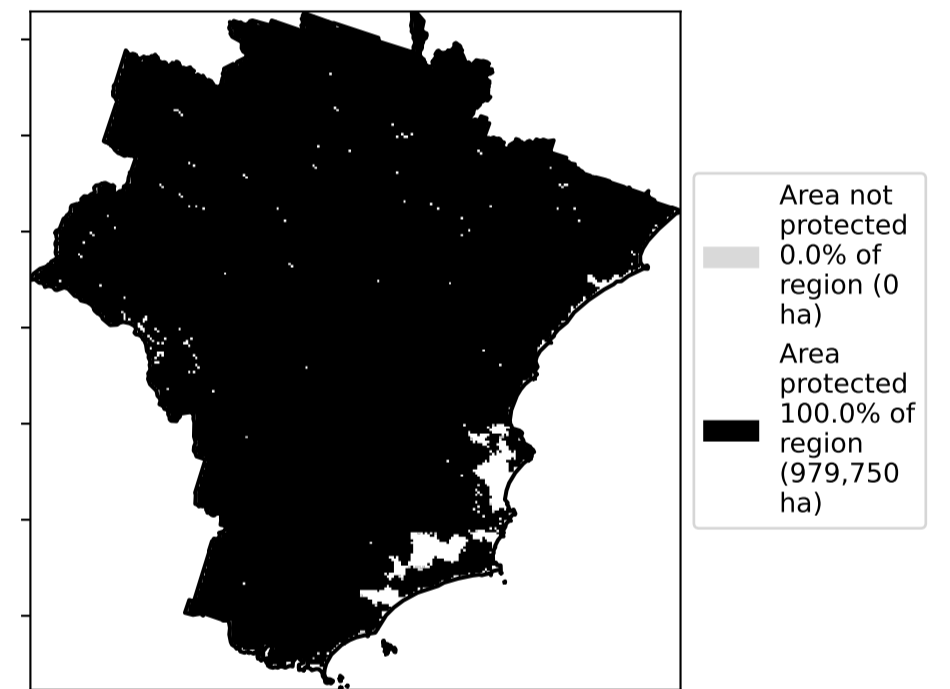 Area not
protected
0.0% of
region (0
ha)
Area
protected
100.0% of
region
(979,750
ha)